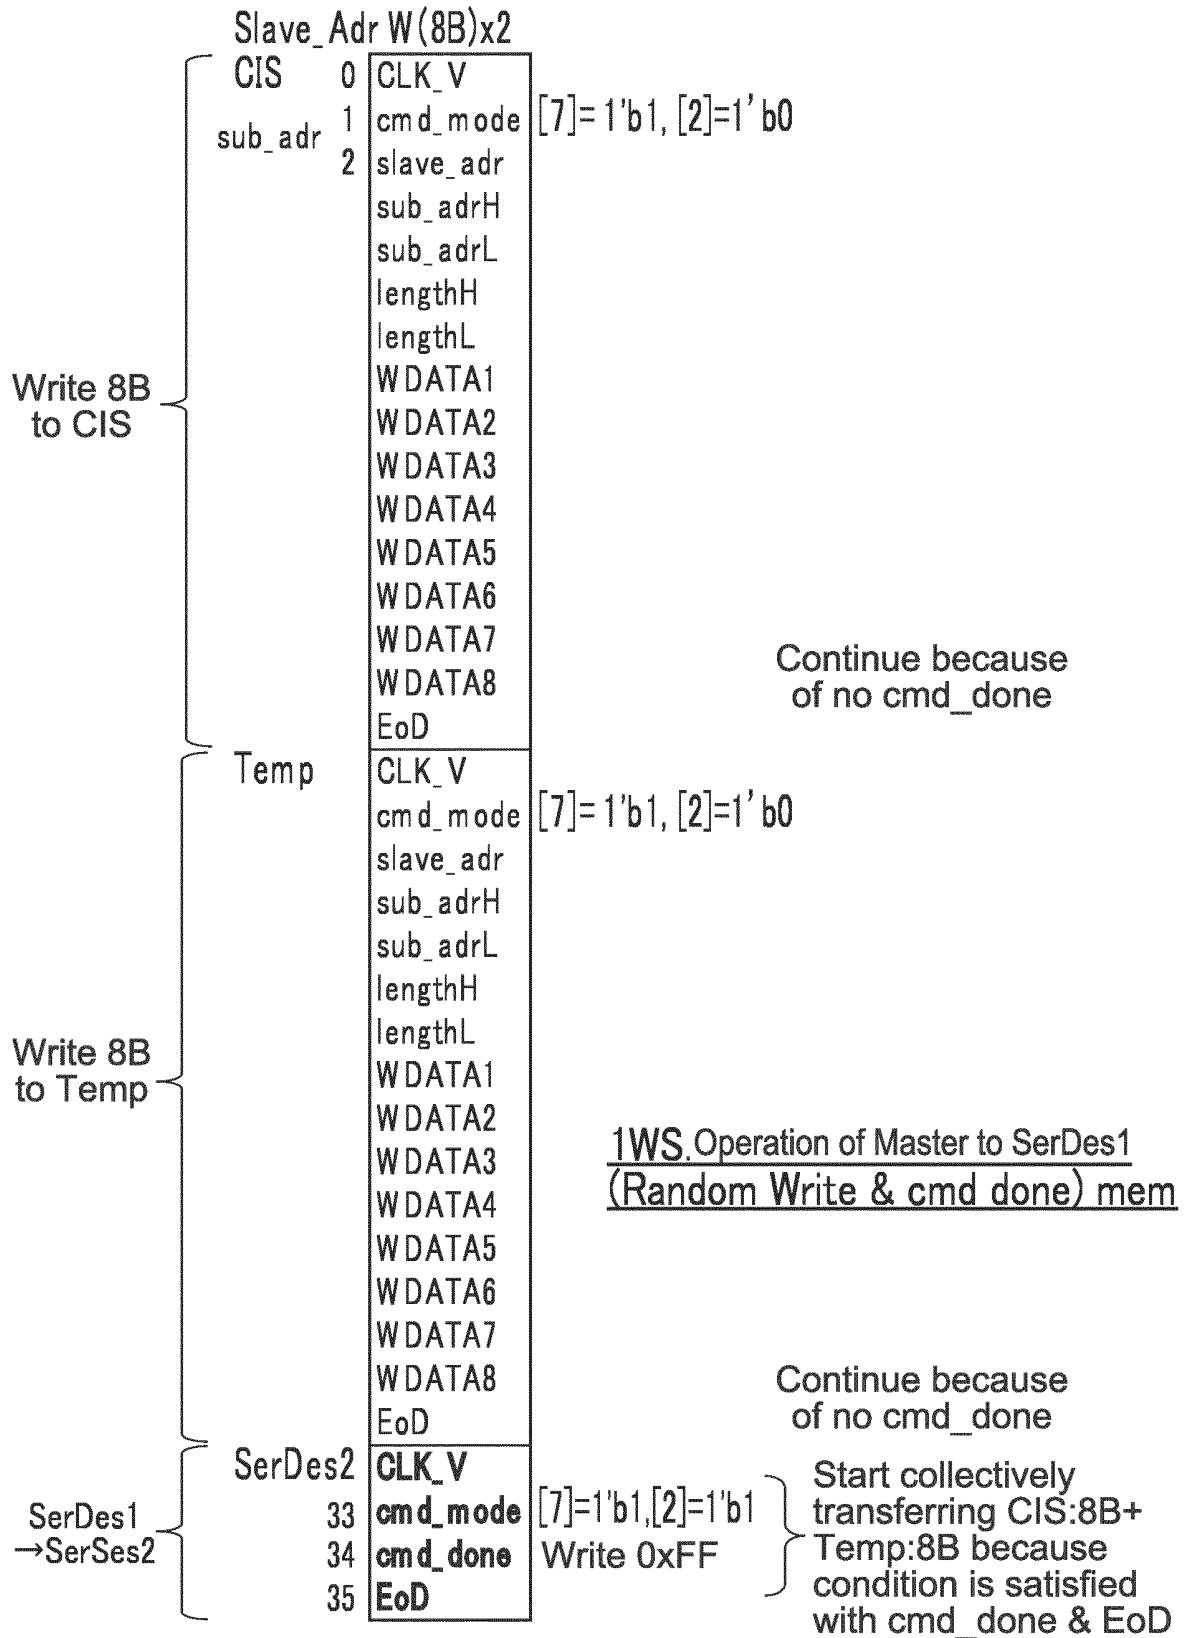 Slave_Adr W(8B)x2
CIS 0 CLK_V
sub_adr 1 cmd_mode [7]= 1'b1, [2]=1'b0
2 slave_adr
sub_adrH
sub_adrL
lengthH
lengthL
WDATA1
Write 8B
to CIS
WDATA2
WDATA3
WDATA4
WDATA5
WDATA6
WDATA7
WDATA8
Continue because
of no cmd_done
EoD
Temp CLK_V
cmd_mode [7]= 1'b1, [2]=1'b0
slave_adr
sub_adrH
sub_adrL
lengthH
lengthL
Write 8B
to Temp
WDATA1
WDATA2
WDATA3
WDATA4
WDATA5
WDATA6
WDATA7
WDATA8
1WS.Operation of Master to SerDes1
(Random Write & cmd done) mem
Continue because
of no cmd_done
EoD
SerDes2 CLK_V
33 cmd_mode [7]=1'b1,[2]=1'b1
34 cmd_done Write 0xFF
35 EoD
SerDes1
→SerSes2
Start collectively
transferring CIS:8B+
Temp:8B because
condition is satisfied
with cmd_done & EoD